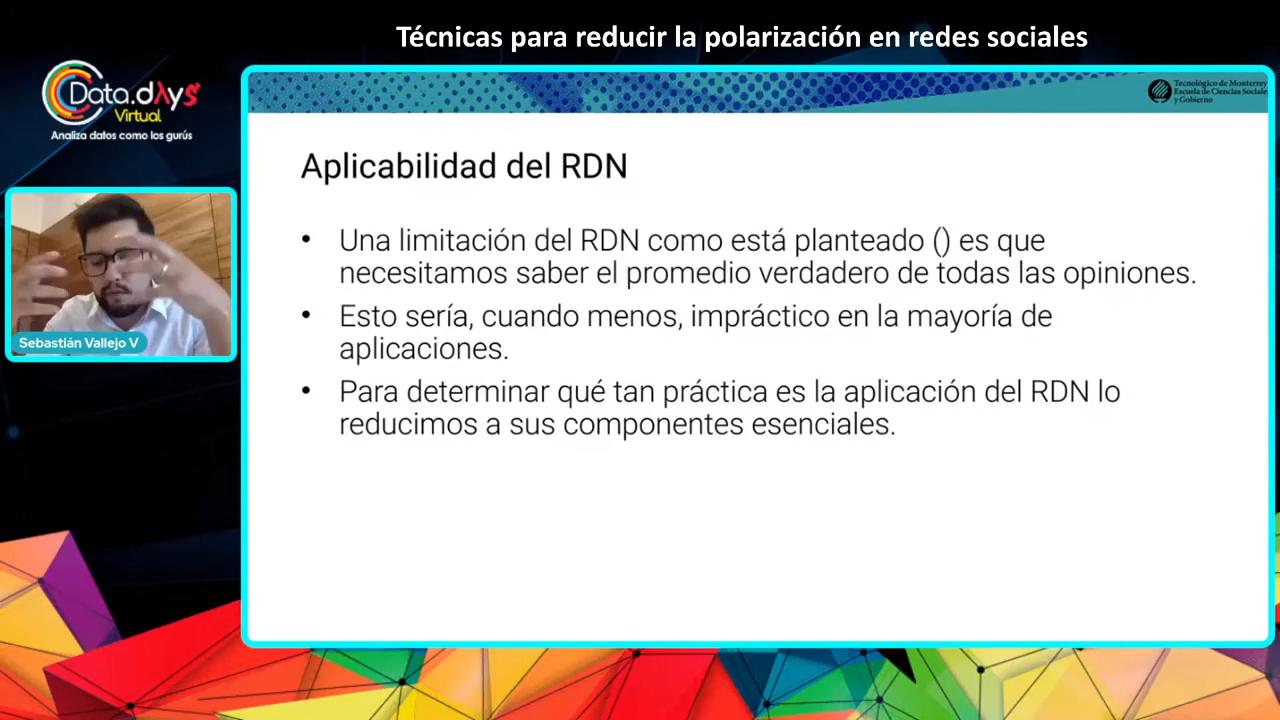 Técnicas para reducir la polarización en redes sociales
Data.dAys
Virtual
Analiza datos como los gurús
Tecnológico de Monterrey
Escuela de Ciencias Sociales
y Gobierno
Aplicabilidad del RDN
• Una limitación del RDN como está planteado () es que
necesitamos saber el promedio verdadero de todas las opiniones.
• Esto sería, cuando menos, impráctico en la mayoría de
aplicaciones.
• Para determinar qué tan práctica es la aplicación del RDN lo
reducimos a sus componentes esenciales.
Sebastián Vallejo V